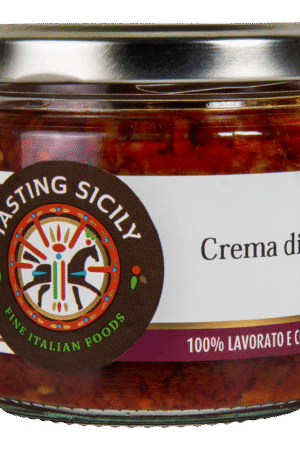 TASTING SICILY
FINE ITALIAN FOODS
Crema di
100% LAVORATO E C